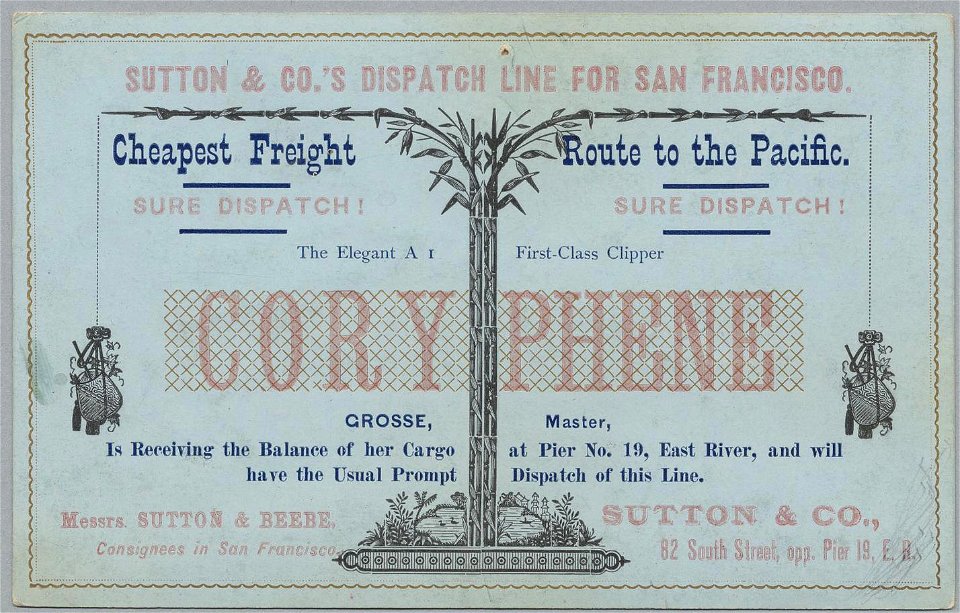 SUTTON & CO.'S DISPATCH LINE FOR SAN FRANCISCO.
Cheapest Freight Route to the Pacific.
SURE DISPATCH! SURE DISPATCH!
The Elegant A 1 First-Class Clipper
CORYPHENE
GROSSE, Master,
Is Receiving the Balance of her Cargo at Pier No. 19, East River, and will
have the Usual Prompt Dispatch of this Line.
Messrs. SUTTON & BEEBE, SUTTON & CO.,
Consignees in San Francisco. 82 South Street, opp. Pier 19, E. R.